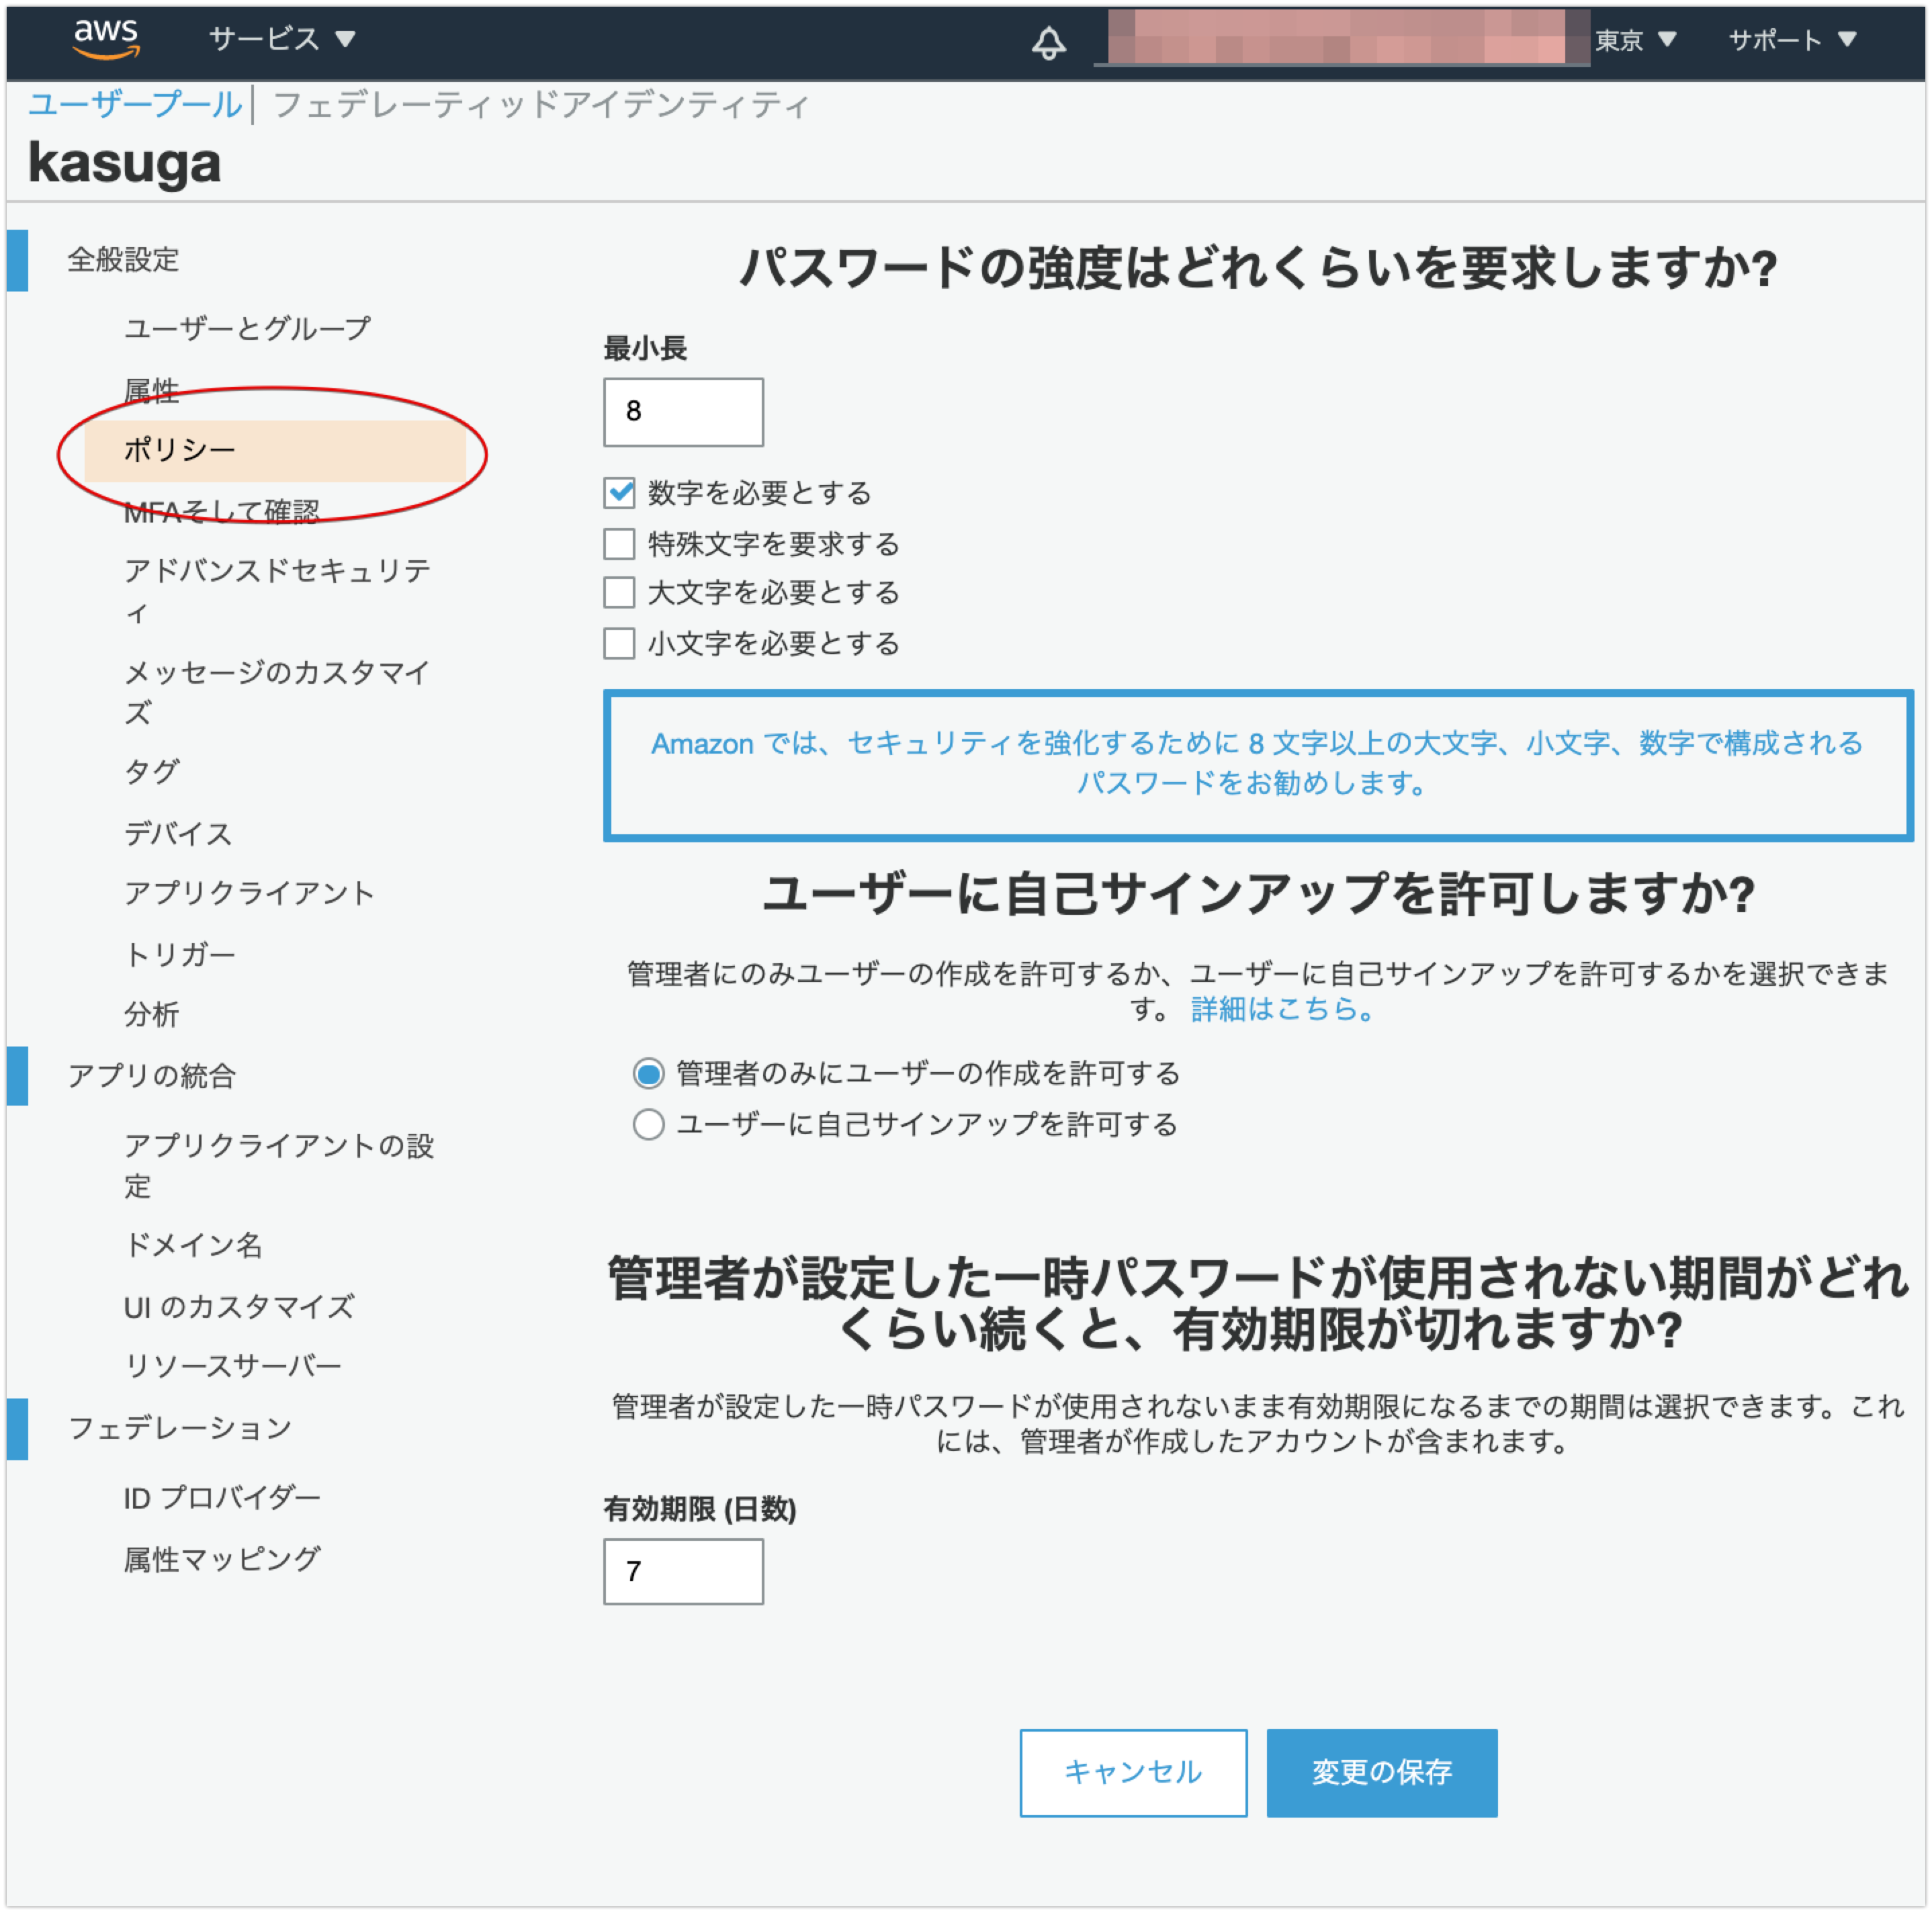 aws サービス 東京 サポート
ユーザープール フェデレーティッドアイデンティティ
kasuga
全般設定
ユーザーとグループ
属性
ポリシー
MFAそして確認
アドバンスドセキュリテ
ィ
メッセージのカスタマイ
ズ
タグ
デバイス
アプリクライアント
トリガー
分析
アプリの統合
アプリクライアントの設
定
ドメイン名
UI のカスタマイズ
リソースサーバー
フェデレーション
ID プロバイダー
属性マッピング
パスワードの強度はどれくらいを要求しますか?
最小長
8
数字を必要とする
特殊文字を要求する
大文字を必要とする
小文字を必要とする
Amazon では、セキュリティを強化するために 8 文字以上の大文字、小文字、数字で構成される
パスワードをお勧めします。
ユーザーに自己サインアップを許可しますか?
管理者にのみユーザーの作成を許可するか、ユーザーに自己サインアップを許可するかを選択できま
す。 詳細はこちら。
管理者のみにユーザーの作成を許可する
ユーザーに自己サインアップを許可する
管理者が設定した一時パスワードが使用されない期間がどれ
くらい続くと、有効期限が切れますか?
管理者が設定した一時パスワードが使用されないまま有効期限になるまでの期間は選択できます。これ
には、管理者が作成したアカウントが含まれます。
有効期限 (日数)
7
キャンセル 変更の保存